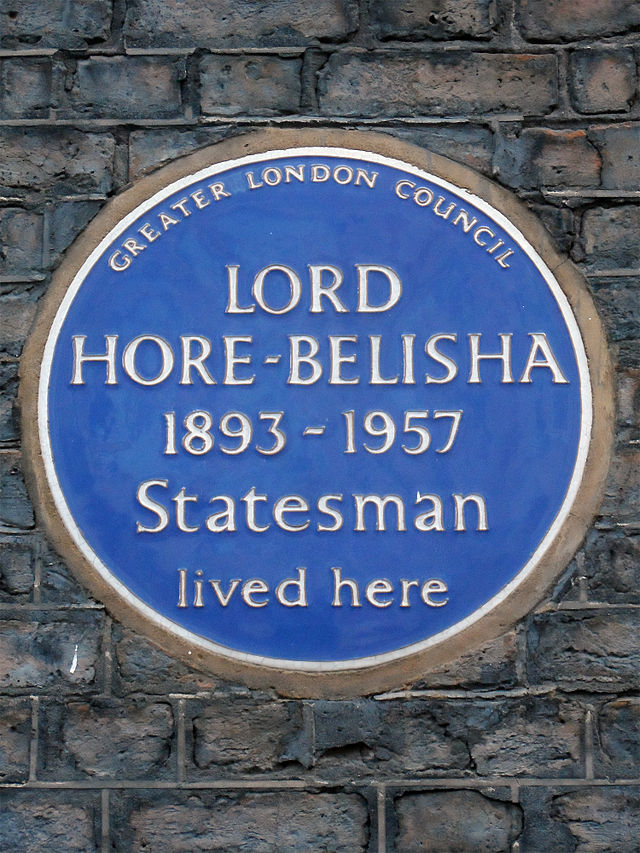 GREATER LONDON COUNCIL
LORD
HORE-BELISHA
1893 - 1957
Statesman
lived here